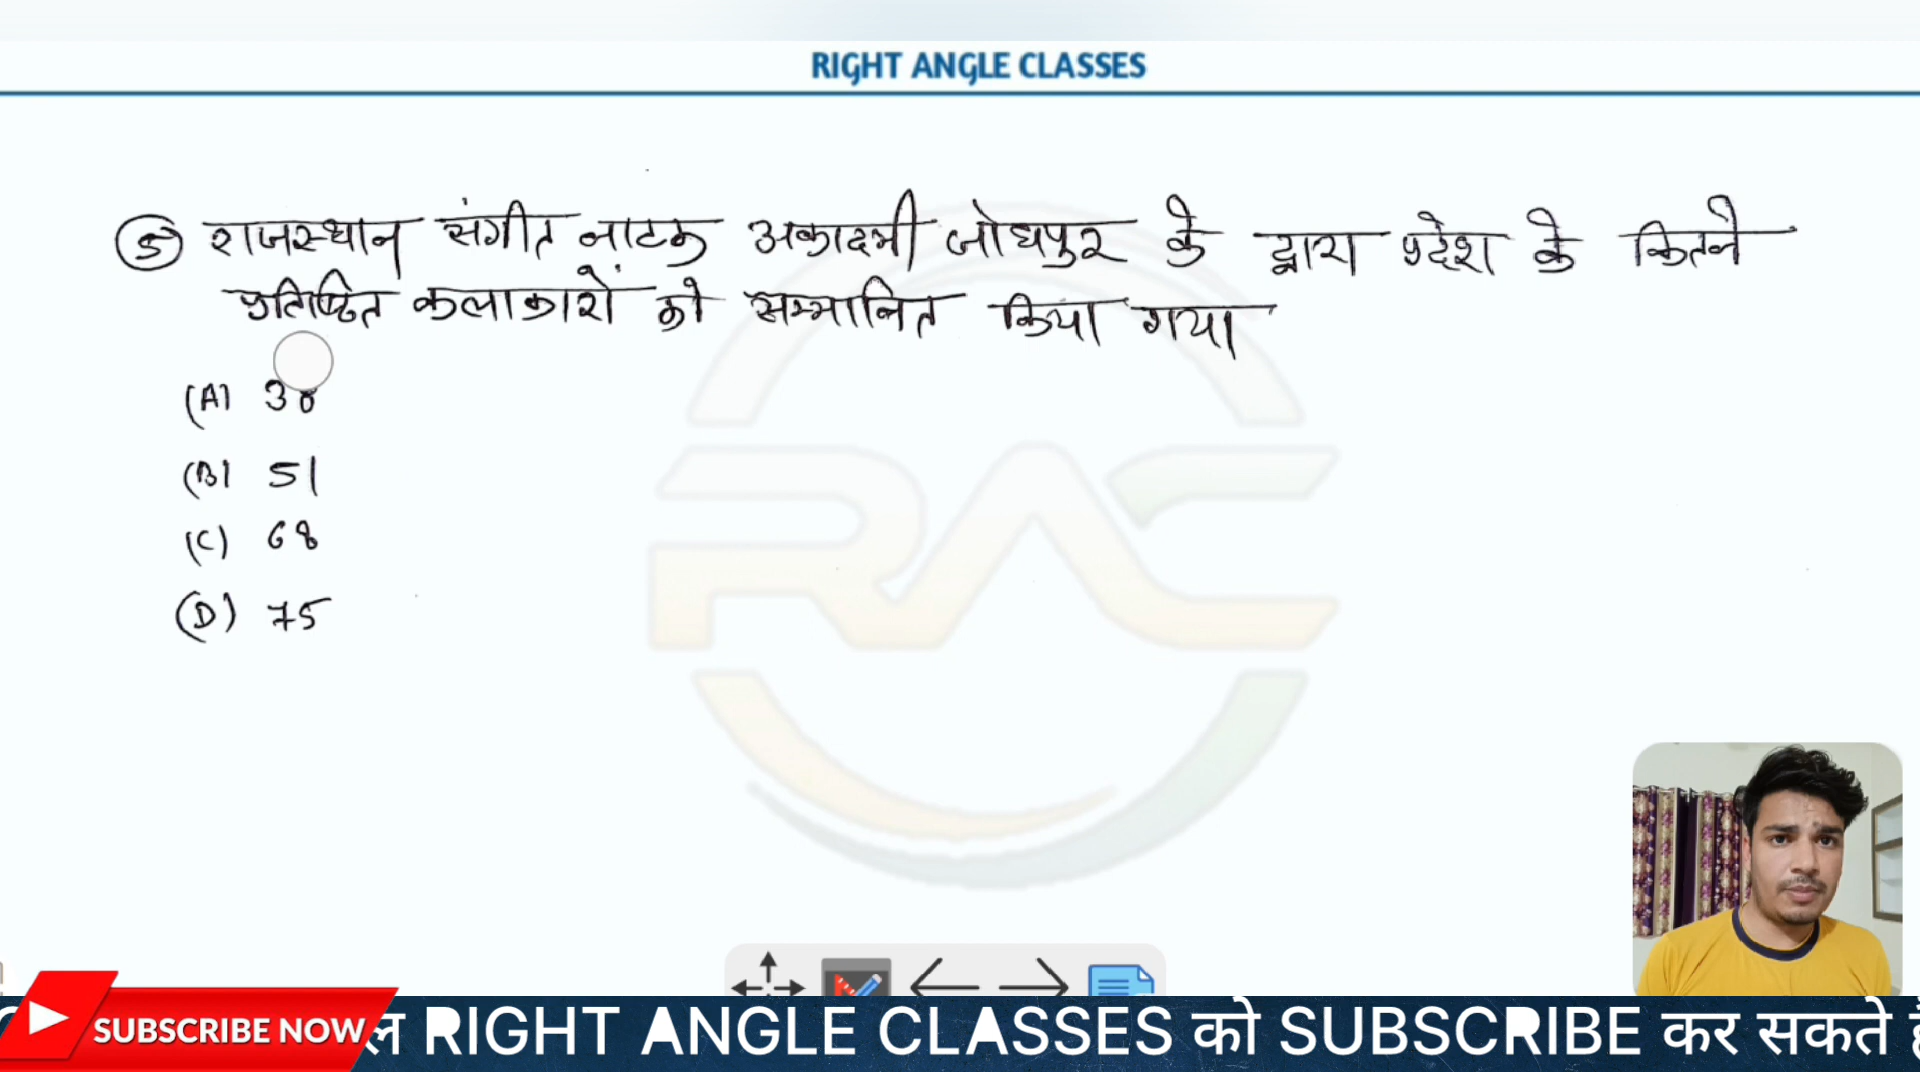 RIGHT ANGLE CLASSES
5 राजस्थान संगीत नाटक अकादमी जोधपुर के द्वारा प्रदेश के कितने
प्रतिष्ठित कलाकारों को सम्मानित किया गया
(A) 38
(B) 51
(C) 68
(D) 75
RAC
SUBSCRIBE NOW
ल RIGHT ANGLE CLASSES को SUBSCRIBE कर सकते